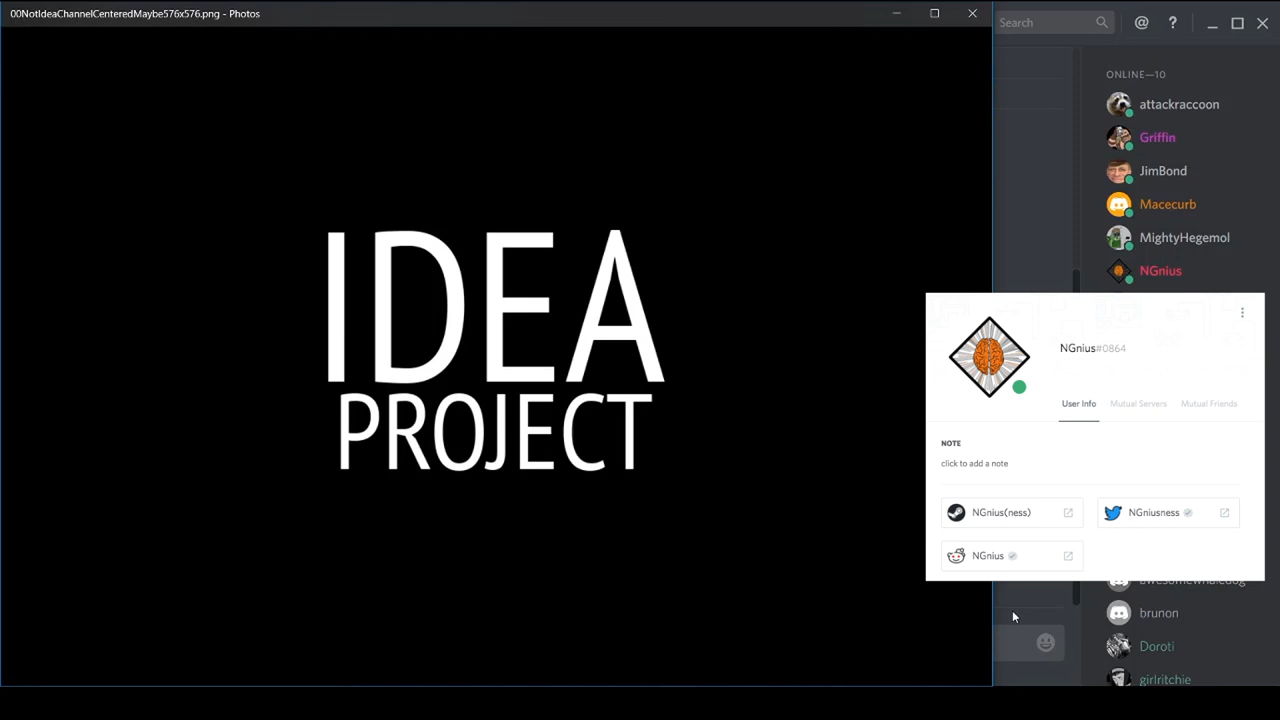 00NotIdeaChannelCenteredMaybe576x576.png - Photos
Search
@
?
IDEA
PROJECT
ONLINE—10
attackraccoon
Griffin
JimBond
Macecurb
MightyHegemol
NGnius
NGnius#0864
User Info Mutual Servers Mutual Friends
NOTE
click to add a note
NGnius(ness) NGniusness
NGnius
brunon
Doroti
girlritchie